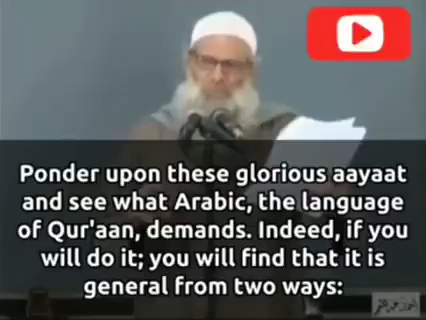 Ponder upon these glorious aayaat
and see what Arabic, the language
of Qur'aan, demands. Indeed, if you
will do it; you will find that it is
general from two ways: